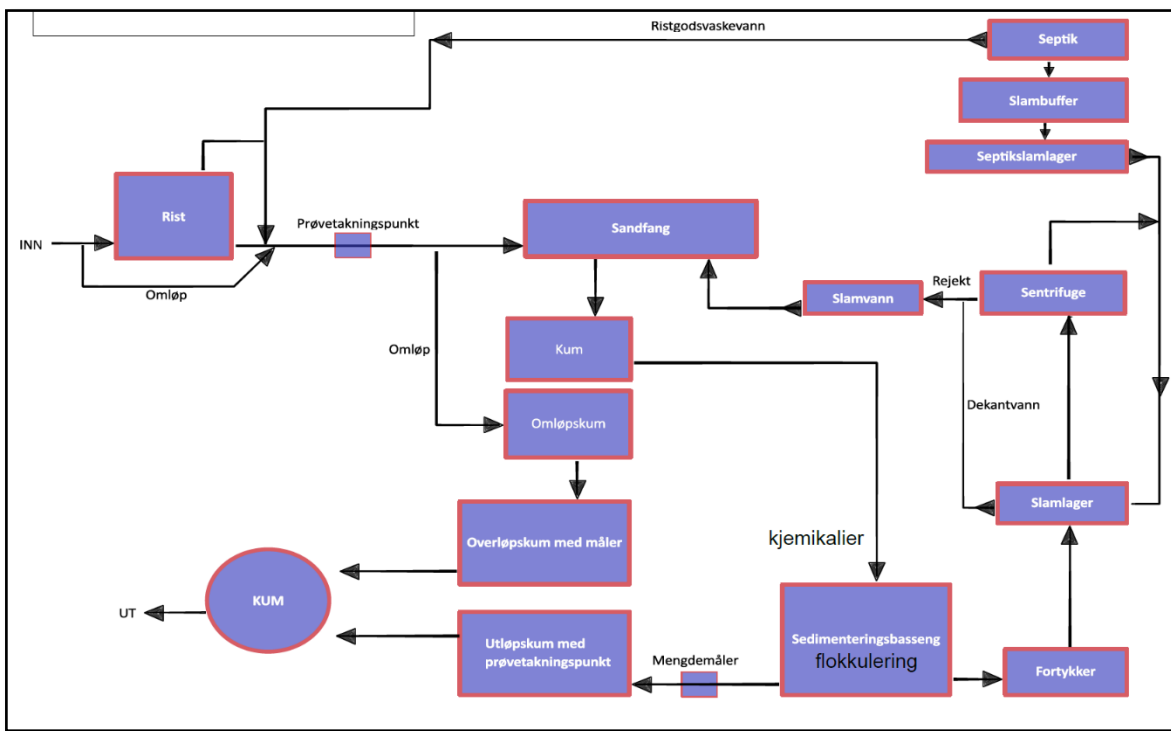 Ristgodsvaskevann
Septik
Slambuffer
Septikslamlager
Rist
INN
Omløp
Prøvetakningspunkt
Sandfang
Rejekt
Slamvann
Sentrifuge
Omløp
Kum
Omløpskum
Dekantvann
Slamlager
Overløpskum med måler
kjemikalier
KUM
UT
Utløpskum med
prøvetakningspunkt
Mengdemåler
Sedimenteringsbasseng
flokkulering
Fortykker